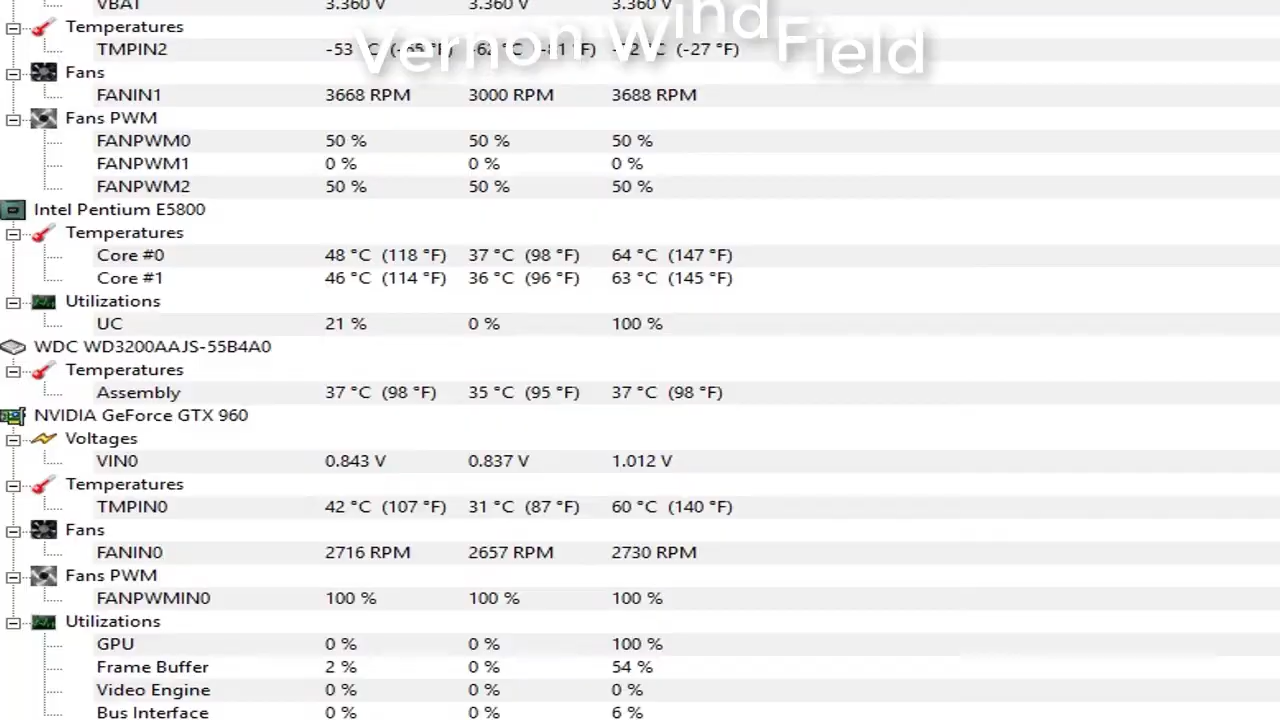 VBAT 3.360 V 3.360 V 3.360 V
Vernon Wind Field
Temperatures
TMPIN2 -53 °C -62 °C -81 °F) °C (-27 °F)
Fans
FANIN1 3668 RPM 3000 RPM 3688 RPM
Fans PWM
FANPWM0 50 % 50 % 50 %
FANPWM1 0 % 0 % 0 %
FANPWM2 50 % 50 % 50 %
Intel Pentium E5800
Temperatures
Core #0 48 °C (118 °F) 37 °C (98 °F) 64 °C (147 °F)
Core #1 46 °C (114 °F) 36 °C (96 °F) 63 °C (145 °F)
Utilizations
UC 21 % 0 % 100 %
WDC WD3200AAJS-55B4A0
Temperatures
Assembly 37 °C (98 °F) 35 °C (95 °F) 37 °C (98 °F)
NVIDIA GeForce GTX 960
Voltages
VIN0 0.843 V 0.837 V 1.012 V
Temperatures
TMPIN0 42 °C (107 °F) 31 °C (87 °F) 60 °C (140 °F)
Fans
FANIN0 2716 RPM 2657 RPM 2730 RPM
Fans PWM
FANPWMIN0 100 % 100 % 100 %
Utilizations
GPU 0 % 0 % 100 %
Frame Buffer 2 % 0 % 54 %
Video Engine 0 % 0 % 0 %
Bus Interface 0 % 0 % 6 %